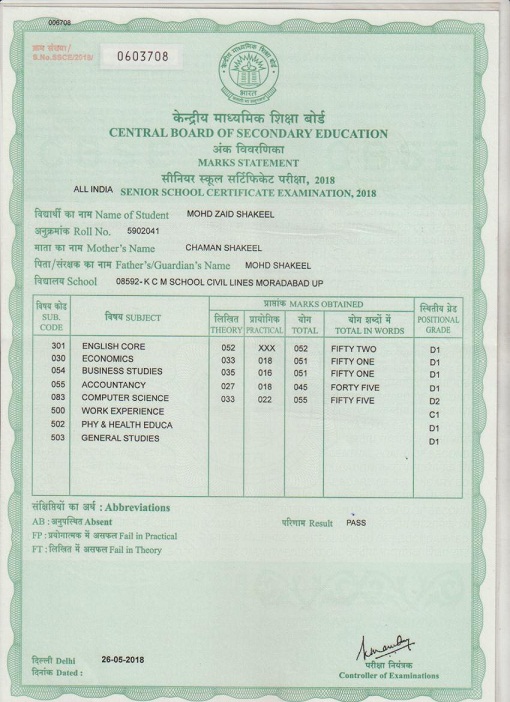 006708
क्रम संख्या/
S.No.SSCE/2018/
0603708
भारत
केन्द्रीय माध्यमिक शिक्षा बोर्ड
CENTRAL BOARD OF SECONDARY EDUCATION
अंक विवरणिका
MARKS STATEMENT
सीनियर स्कूल सर्टिफिकेट परीक्षा, 2018
ALL INDIA SENIOR SCHOOL CERTIFICATE EXAMINATION, 2018
विद्यार्थी का नाम Name of Student MOHD ZAID SHAKEEL
अनुक्रमांक Roll No. 5902041
माता का नाम Mother's Name CHAMAN SHAKEEL
पिता/संरक्षक का नाम Father's/Guardian's Name MOHD SHAKEEL
विद्यालय School 08592-K C M SCHOOL CIVIL LINES MORADABAD UP
विषय कोड SUB. CODE
विषय SUBJECT
प्राप्तांक MARKS OBTAINED
लिखित THEORY
प्रायोगिक PRACTICAL
योग TOTAL
योग शब्दों में TOTAL IN WORDS
स्थितीय ग्रेड POSITIONAL GRADE
301 ENGLISH CORE 052 XXX 052 FIFTY TWO D1
030 ECONOMICS 033 018 051 FIFTY ONE D1
054 BUSINESS STUDIES 035 016 051 FIFTY ONE D1
055 ACCOUNTANCY 027 018 045 FORTY FIVE D1
083 COMPUTER SCIENCE 033 022 055 FIFTY FIVE D2
500 WORK EXPERIENCE C1
502 PHY & HEALTH EDUCA D1
503 GENERAL STUDIES D1
संक्षिप्तियों का अर्थ : Abbreviations
AB : अनुपस्थित Absent
परिणाम Result PASS
FP : प्रयोगात्मक में असफल Fail in Practical
FT : लिखित में असफल Fail in Theory
दिल्ली Delhi
दिनांक Dated : 26-05-2018
परीक्षा नियंत्रक
Controller of Examinations